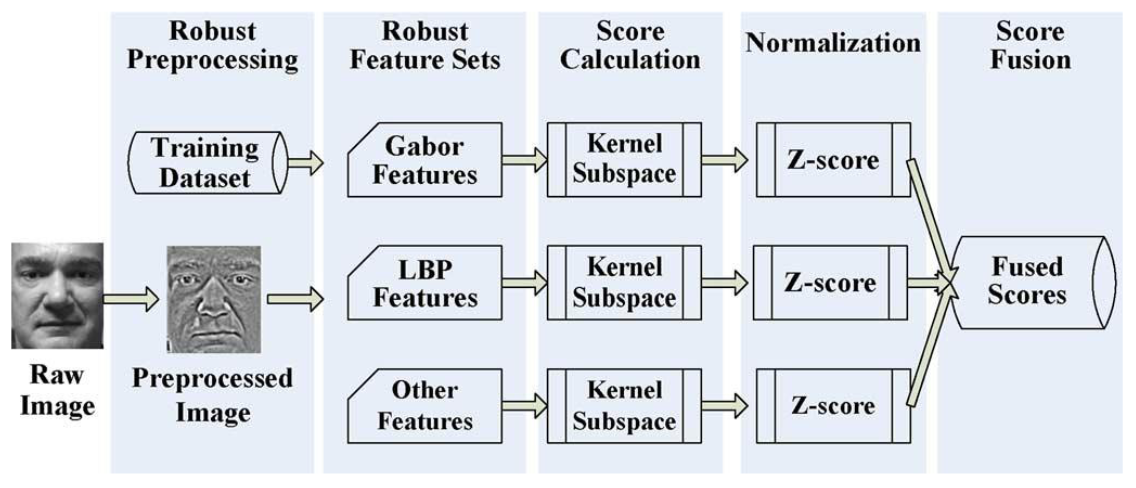 Robust
Preprocessing
Robust
Feature Sets
Score
Calculation
Normalization
Score
Fusion
Training
Dataset
Gabor
Features
Kernel
Subspace
Z-score
LBP
Features
Kernel
Subspace
Z-score
Fused
Scores
Raw
Image
Preprocessed
Image
Other
Features
Kernel
Subspace
Z-score